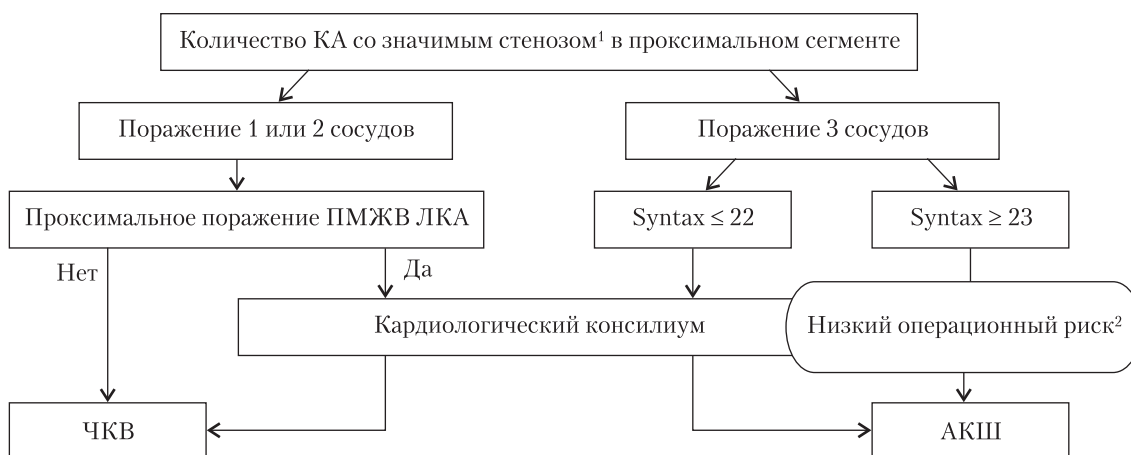 Количество КА со значимым стенозом¹ в проксимальном сегменте
Поражение 1 или 2 сосудов
Поражение 3 сосудов
Проксимальное поражение ПМЖВ ЛКА
Syntax ≤ 22
Syntax ≥ 23
Нет
Да
Кардиологический консилиум
Низкий операционный риск²
ЧКВ
АКШ